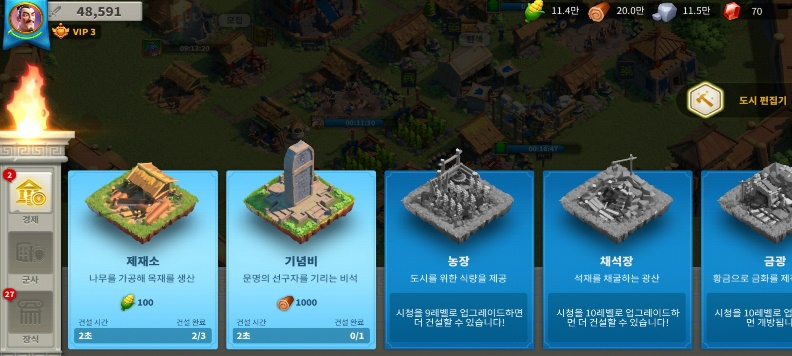 48,591
11.4만
20.0만
11.5만
70
VIP 3
도시 편집기
2
경제
군사
27
장식
제재소
나무를 가공해 목재를 생산
100
건설 시간
건설 완료
2초
2/3
기념비
문명의 선구자를 기리는 비석
1000
건설 시간
건설 완료
2초
0/1
농장
도시를 위한 식량을 제공
시청을 9레벨로 업그레이드하면
더 건설할 수 있습니다!
채석장
석재를 채굴하는 광산
시청을 10레벨로 업그레이드하
면 더 건설할 수 있습니다!
금광
황금으로 금화를
시청을 10레벨로
면 개방됩